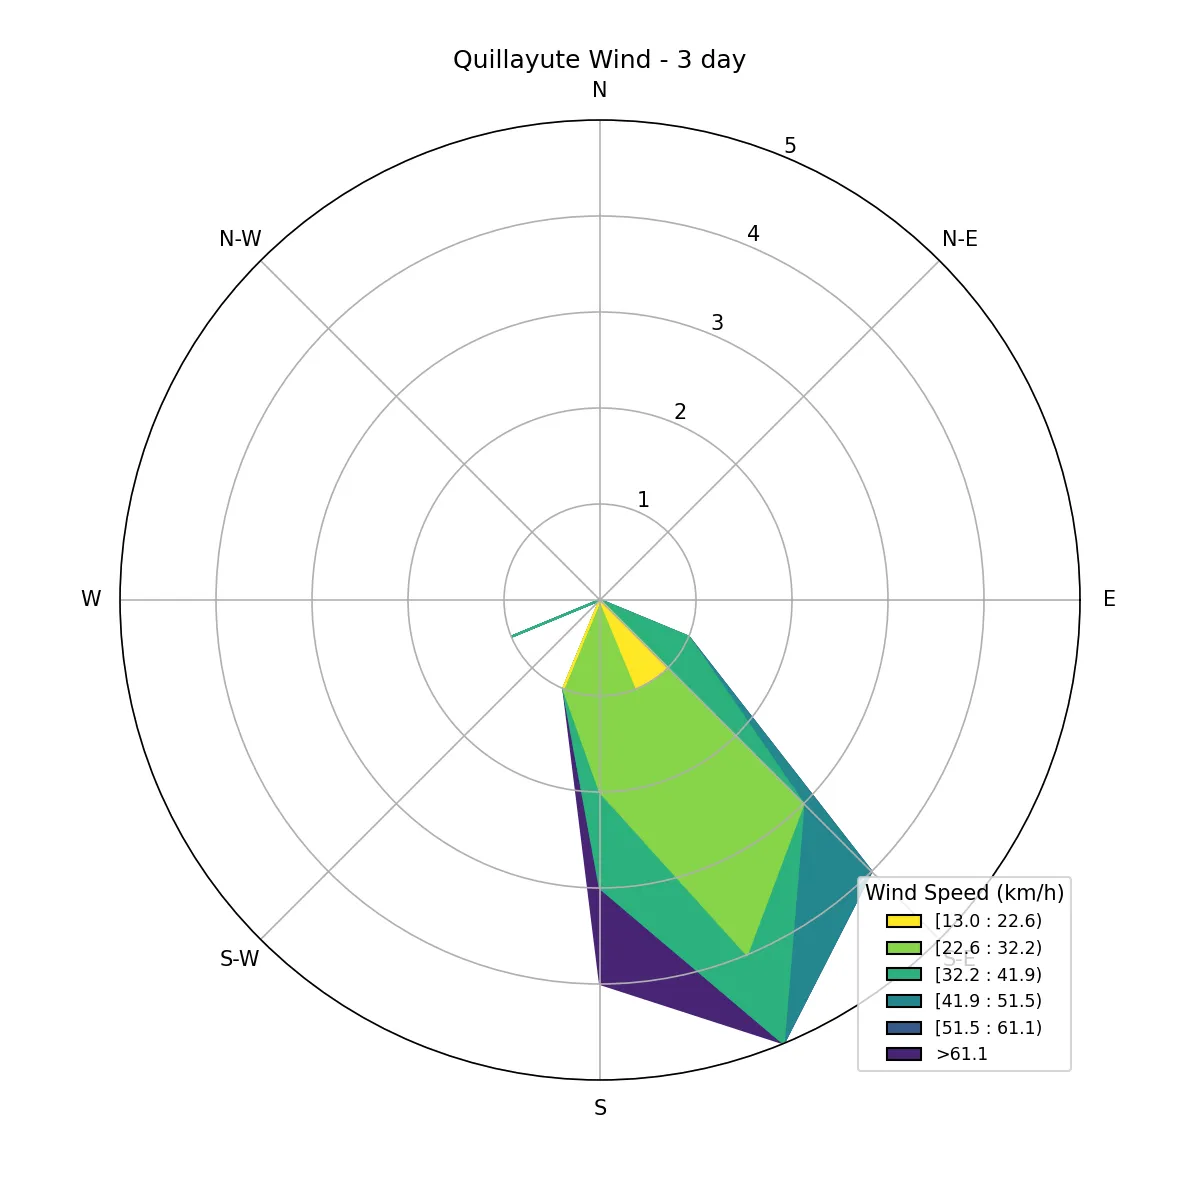 Quillayute Wind - 3 day
N
5
N-W
N-E
4
3
2
1
W
E
Wind Speed (km/h)
[13.0 : 22.6)
[22.6 : 32.2)
S-W
S-E
[32.2 : 41.9)
[41.9 : 51.5)
[51.5 : 61.1)
>61.1
S